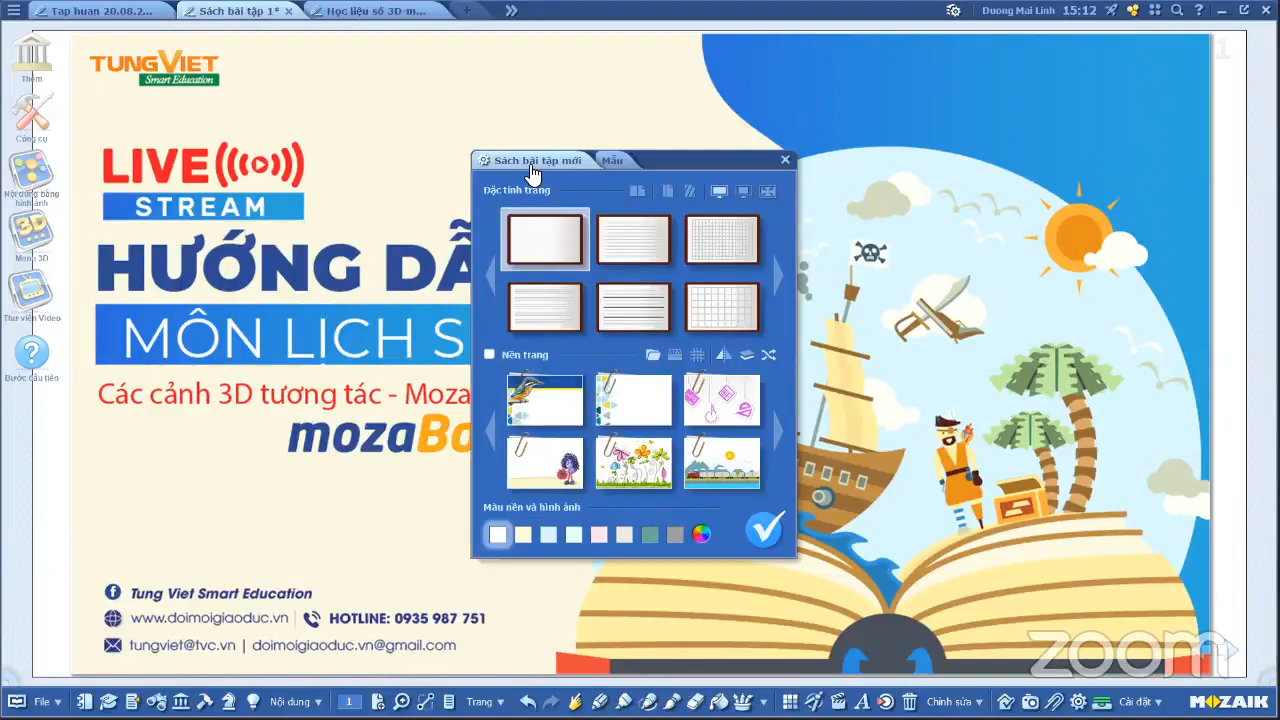 Tap huan 20.08.2...
Sách bài tập 1*
Học liệu số 3D-m...
Duong Mai Linh
15:12
1
TUNGVIET
Smart Education
Thêm
Công cụ
Nội dung bằng
hình ảnh
Menu 3D
Thư viện Video
Bước đầu tiên
LIVE
STREAM
HƯỚNG DẪ
MÔN LỊCH S
Các cảnh 3D tương tác - Moza
mozaBo
Sách bài tập mới
Mẫu
Đặc tính trang
Nền trang
Màu nền và hình ảnh
Tung Viet Smart Education
www.doimoigiaoduc.vn
HOTLINE: 0935 987 751
tungviet@tvc.vn | doimoigiaoduc.vn@gmail.com
zoom
File
Nội dung
1
Trang
Chỉnh sửa
Cài đặt
MOZAIK